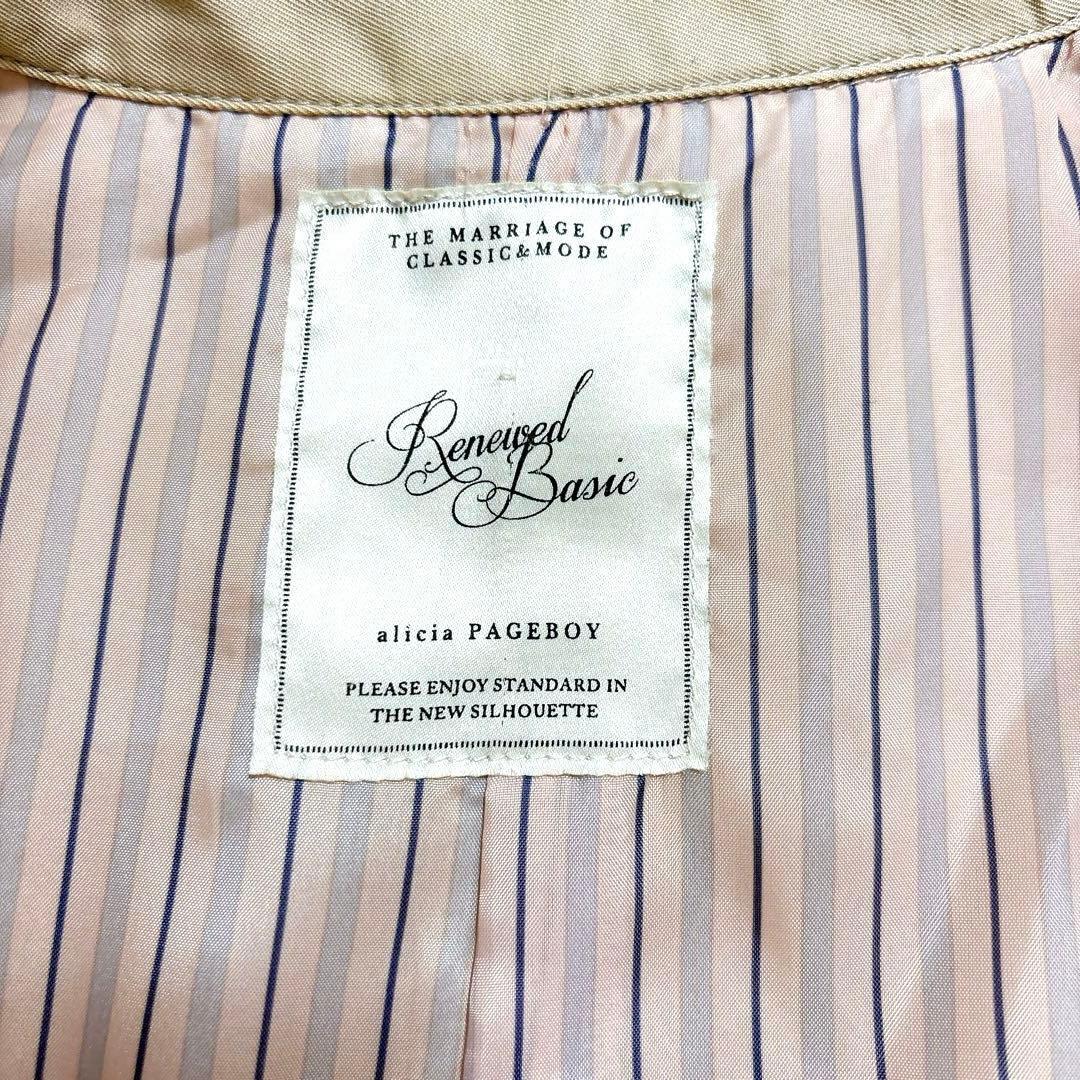 THE MARRIAGE OF
CLASSIC&MODE
Renewed
Basic
alicia PAGEBOY
PLEASE ENJOY STANDARD IN
THE NEW SILHOUETTE